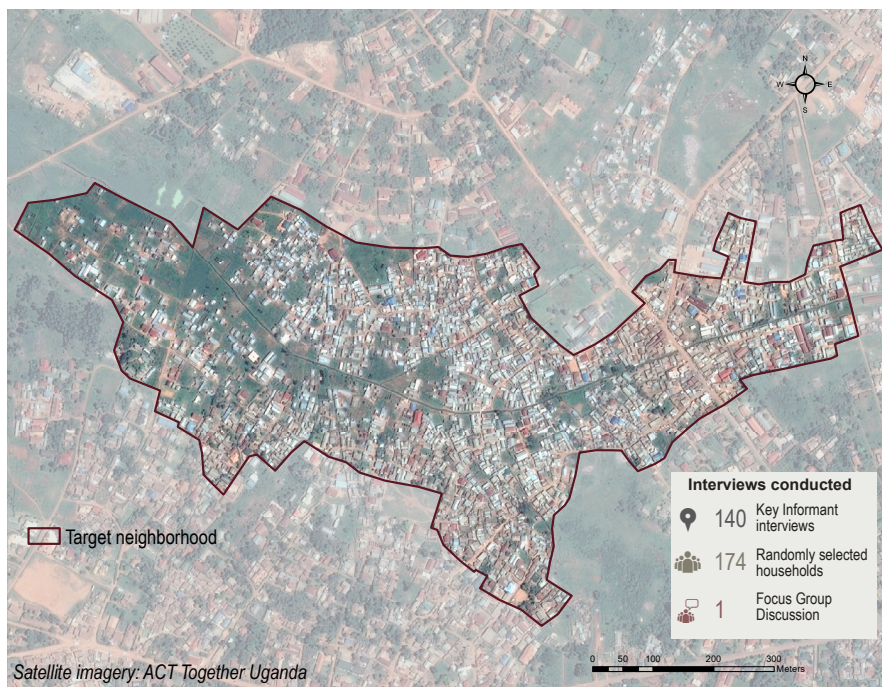 N
W E
S
Interviews conducted
140 Key Informant
interviews
174 Randomly selected
households
1 Focus Group
Discussion
Target neighborhood
Satellite imagery: ACT Together Uganda
0 50 100 200 300
Meters